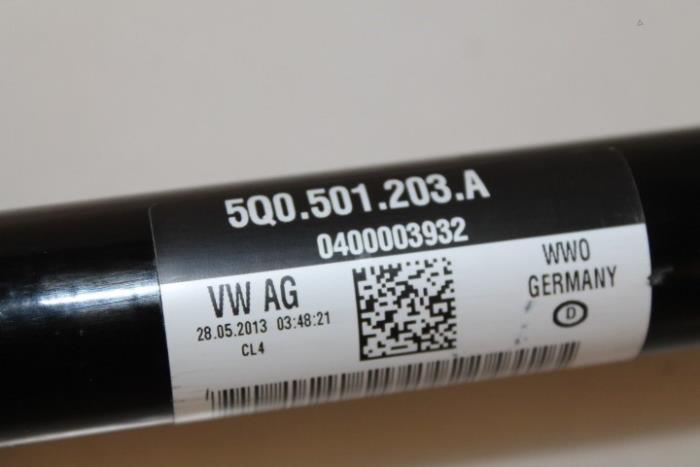 5Q0.501.203.A
0400003932
VW AG
28.05.2013 03:48:21
CL4
WWO
GERMANY
D